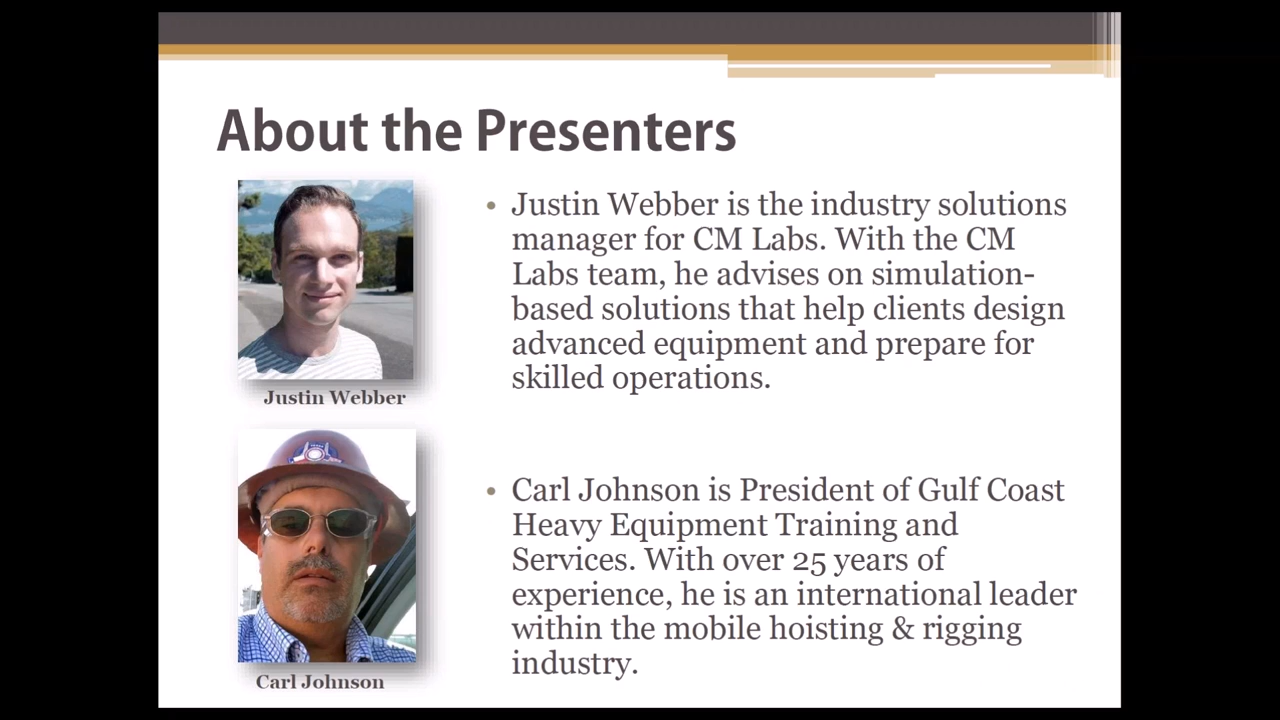 About the Presenters
Justin Webber
• Justin Webber is the industry solutions
manager for CM Labs. With the CM
Labs team, he advises on simulation-
based solutions that help clients design
advanced equipment and prepare for
skilled operations.
Carl Johnson
• Carl Johnson is President of Gulf Coast
Heavy Equipment Training and
Services. With over 25 years of
experience, he is an international leader
within the mobile hoisting & rigging
industry.